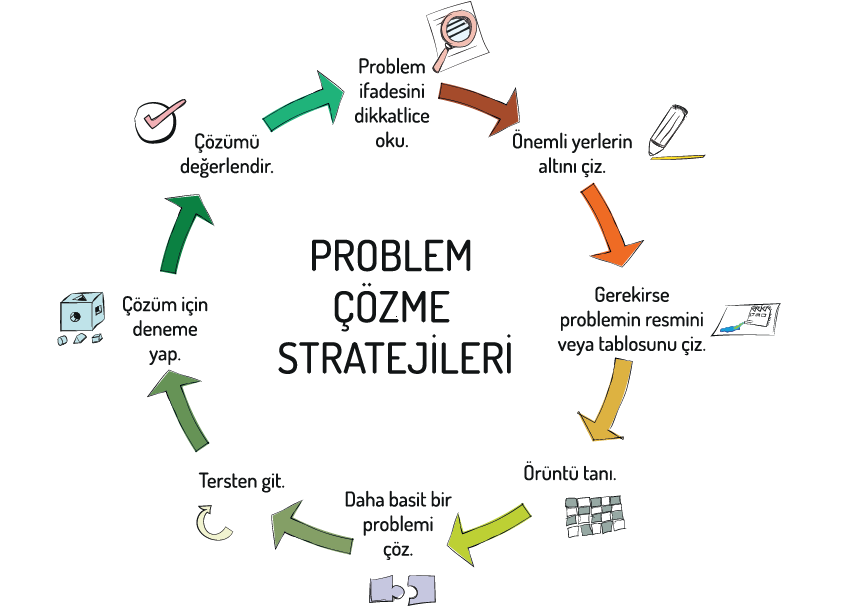 PROBLEM
ÇÖZME
STRATEJİLERİ
Problem
ifadesini
dikkatlice
oku.
Önemli yerlerin
altını çiz.
Gerekirse
problemin resmini
veya tablosunu çiz.
Örüntü tanı.
Daha basit bir
problemi
çöz.
Tersten git.
Çözüm için
deneme
yap.
Çözümü
değerlendir.